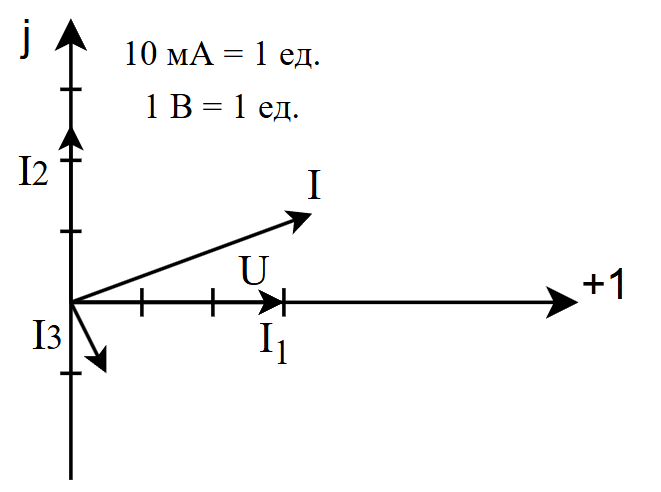 j
10 мА = 1 ед.
1 В = 1 ед.
I2
I
U
+1
I3
I1